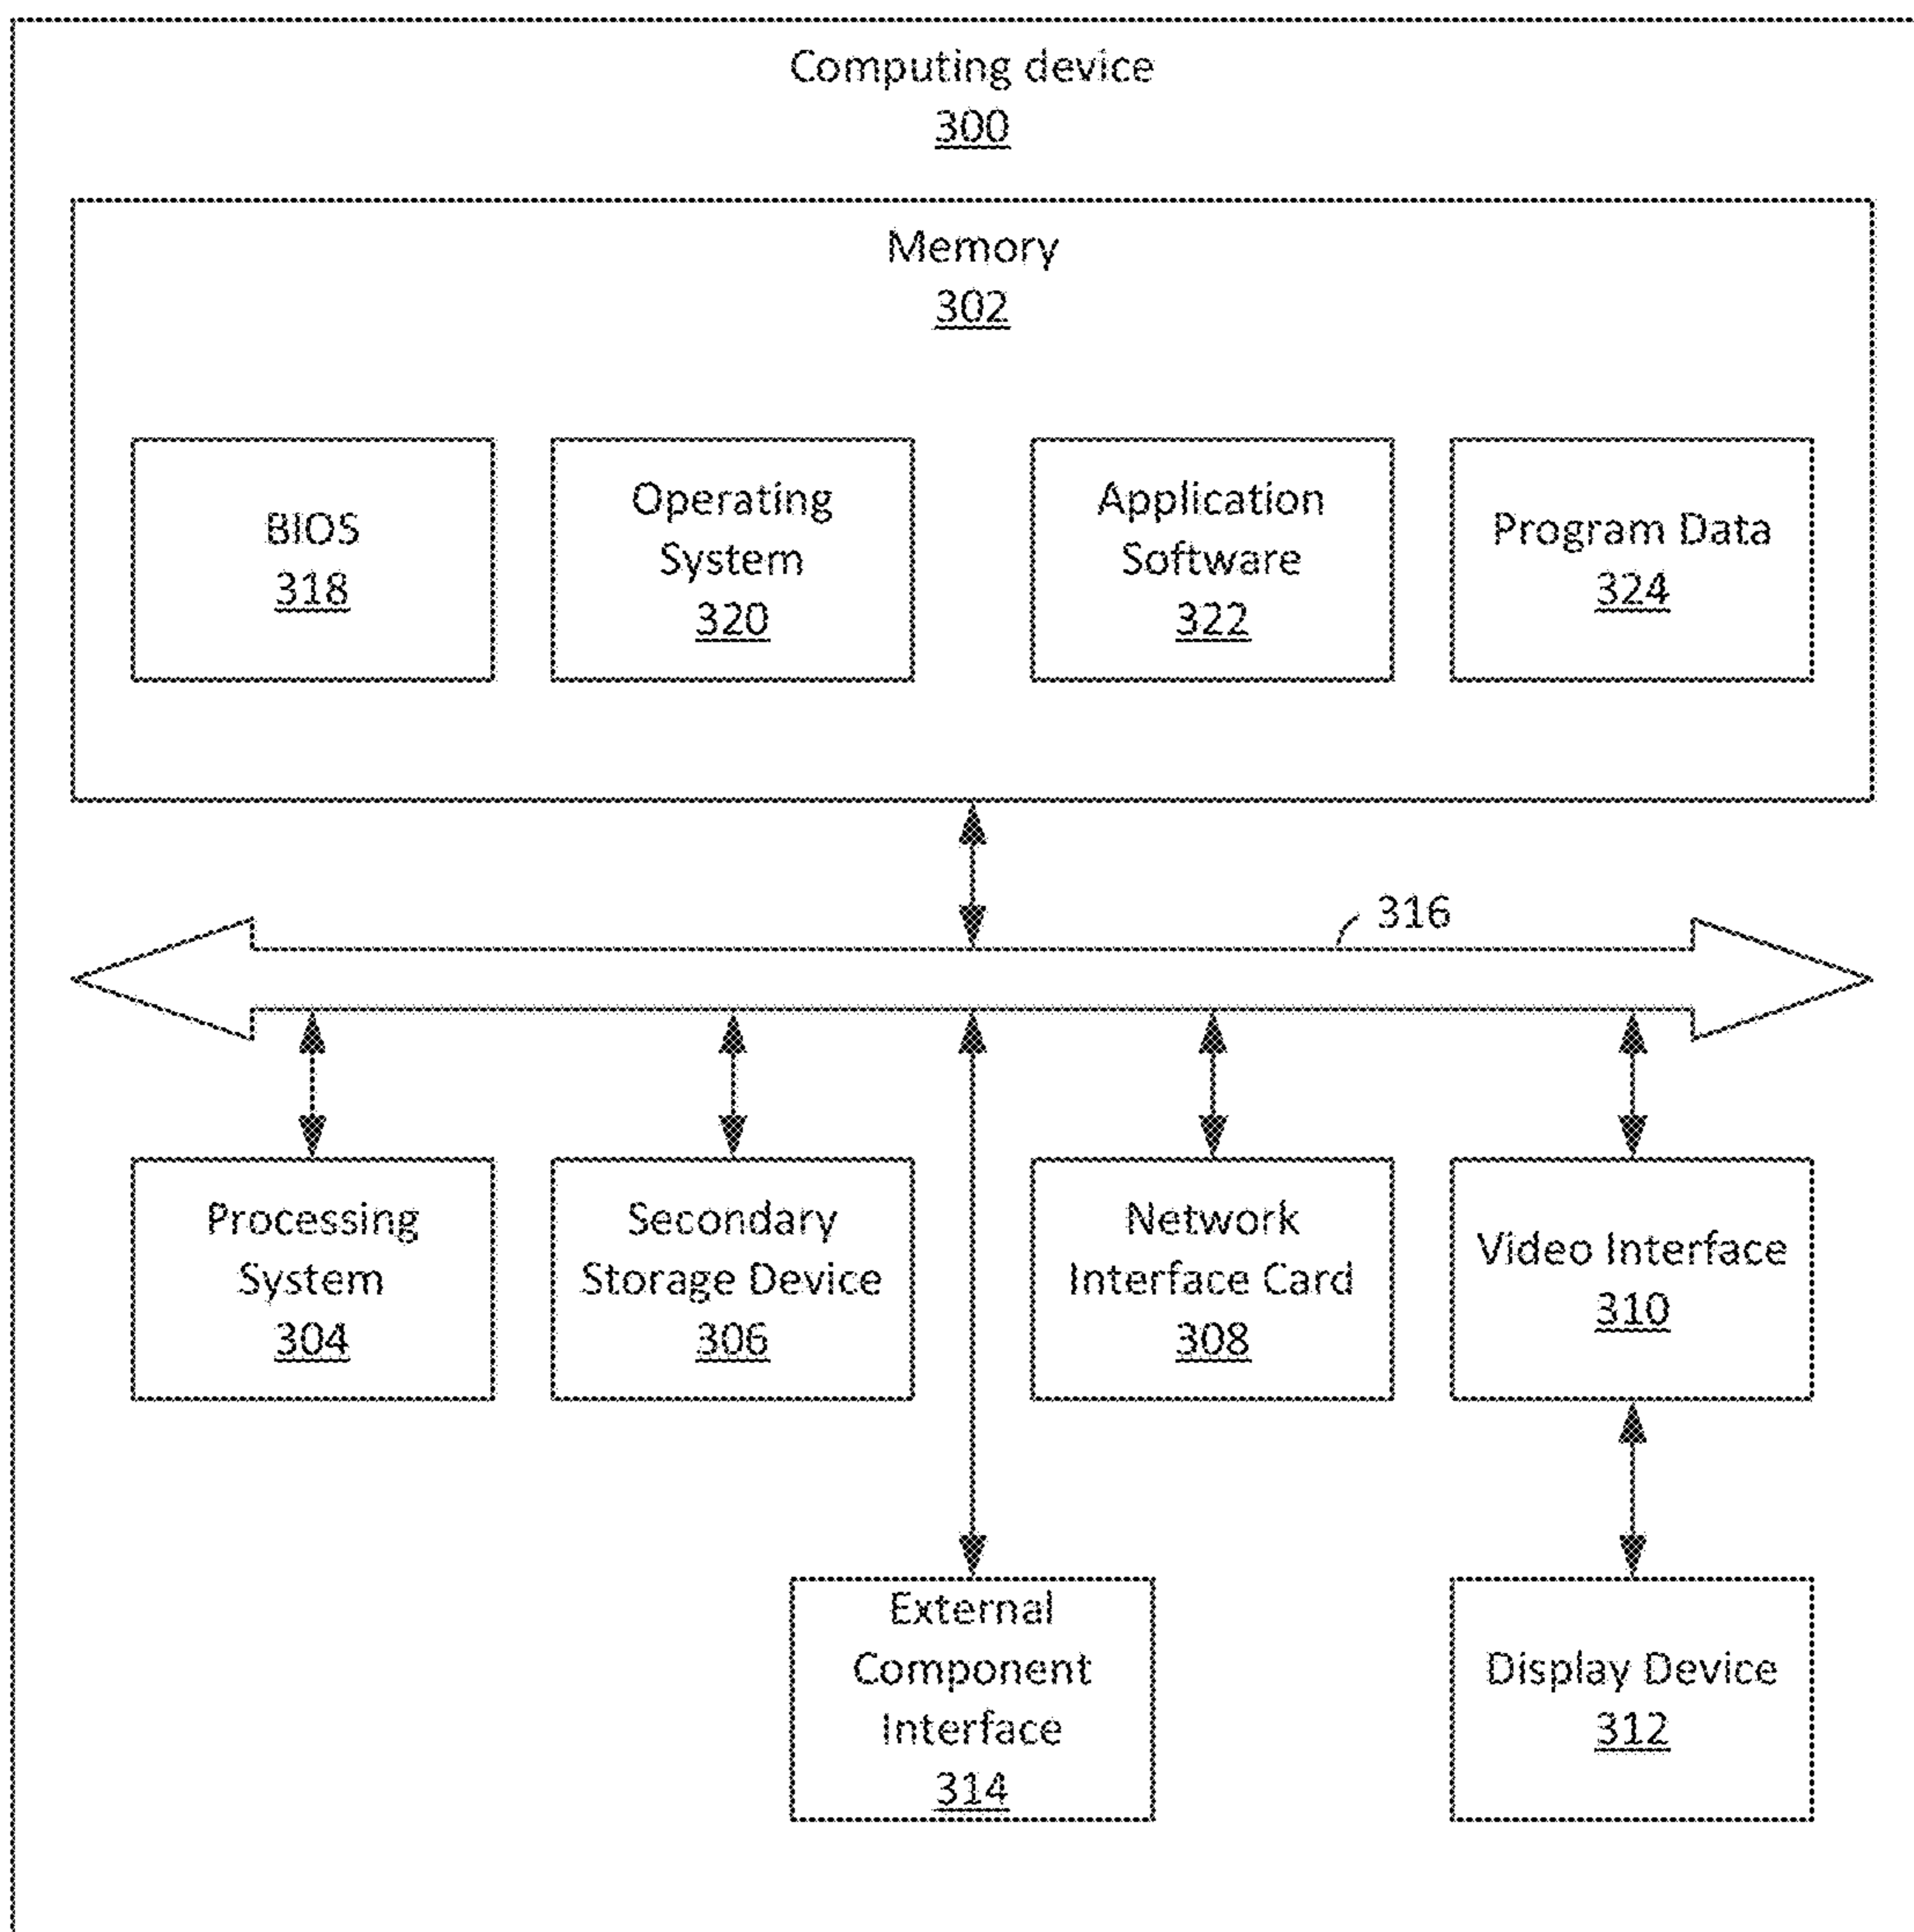 Computing device
300
Memory
302
BIOS
318
Operating
System
320
Application
Software
322
Program Data
324
316
Processing
System
304
Secondary
Storage Device
306
Network
Interface Card
308
Video Interface
310
External
Component
Interface
314
Display Device
312